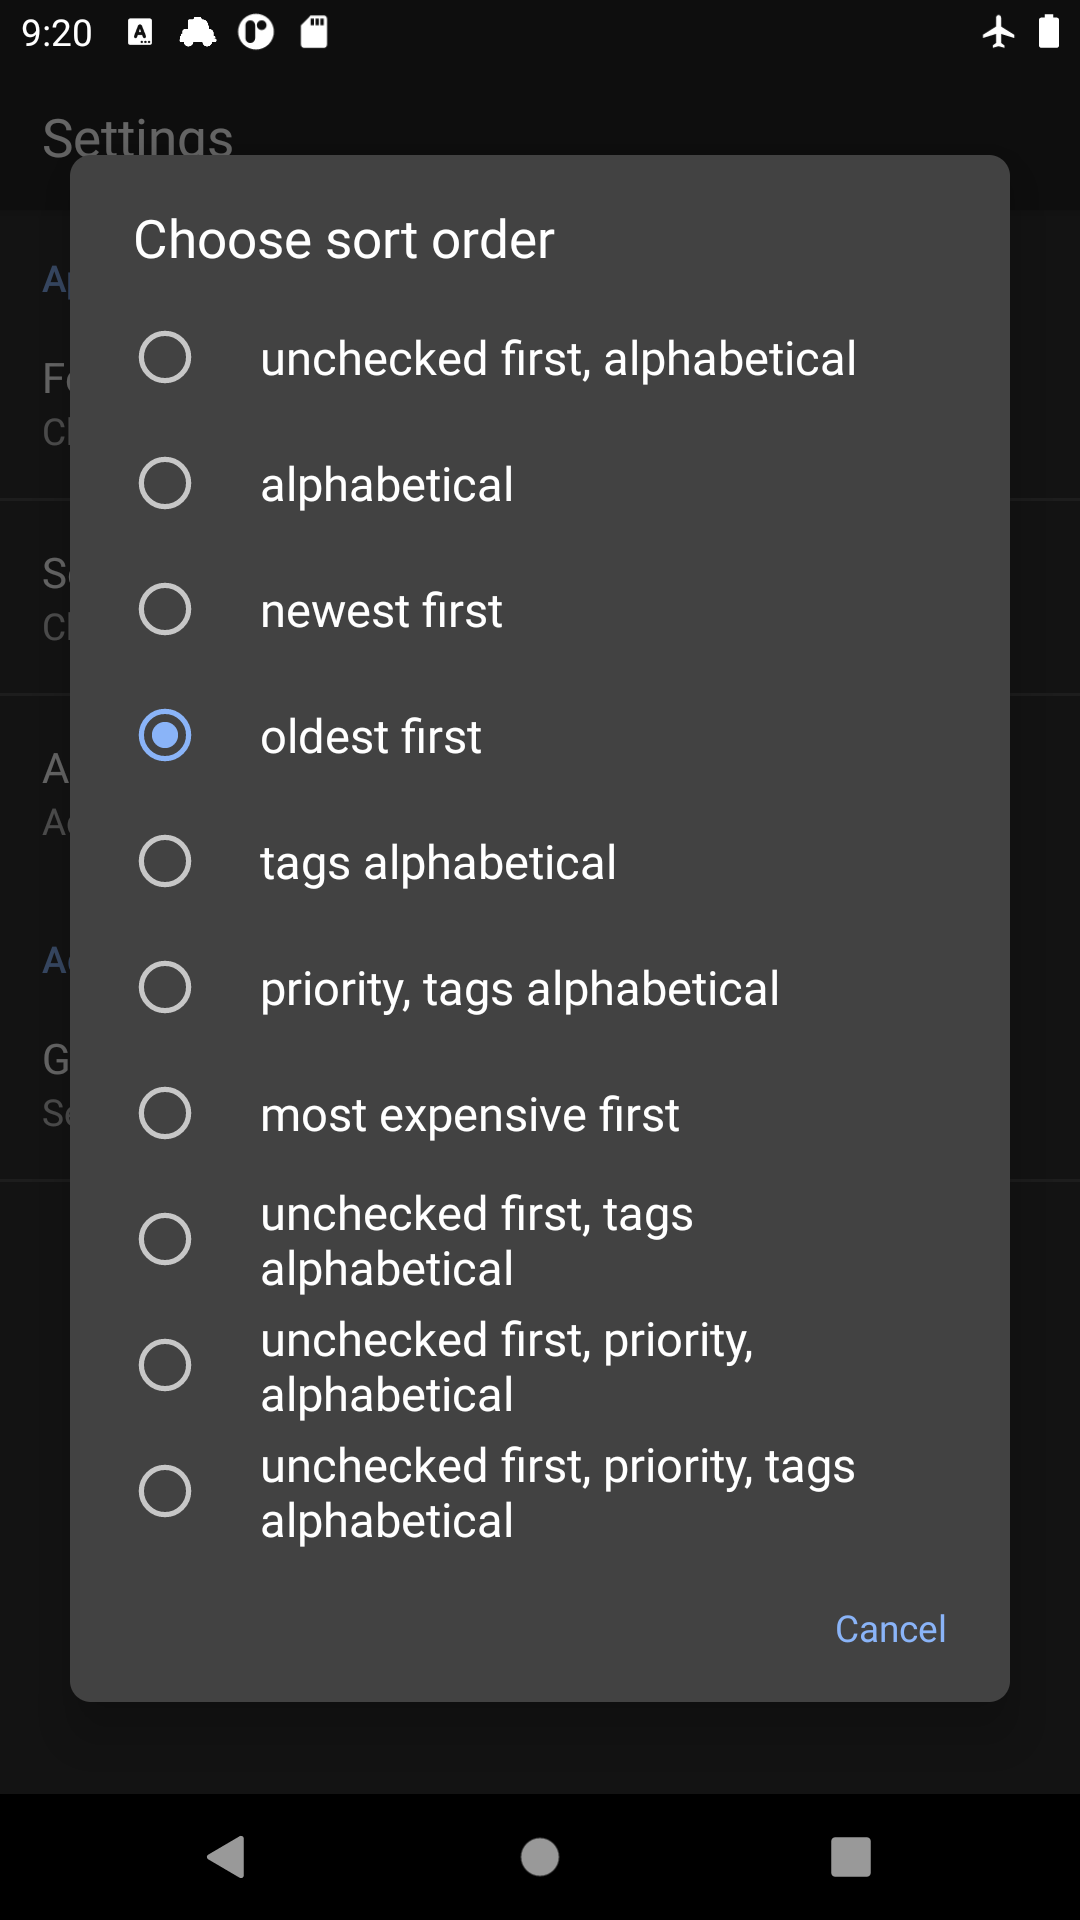 9:20
Settings
Choose sort order
unchecked first, alphabetical
alphabetical
newest first
oldest first
tags alphabetical
priority, tags alphabetical
most expensive first
unchecked first, tags
alphabetical
unchecked first, priority,
alphabetical
unchecked first, priority, tags
alphabetical
Cancel